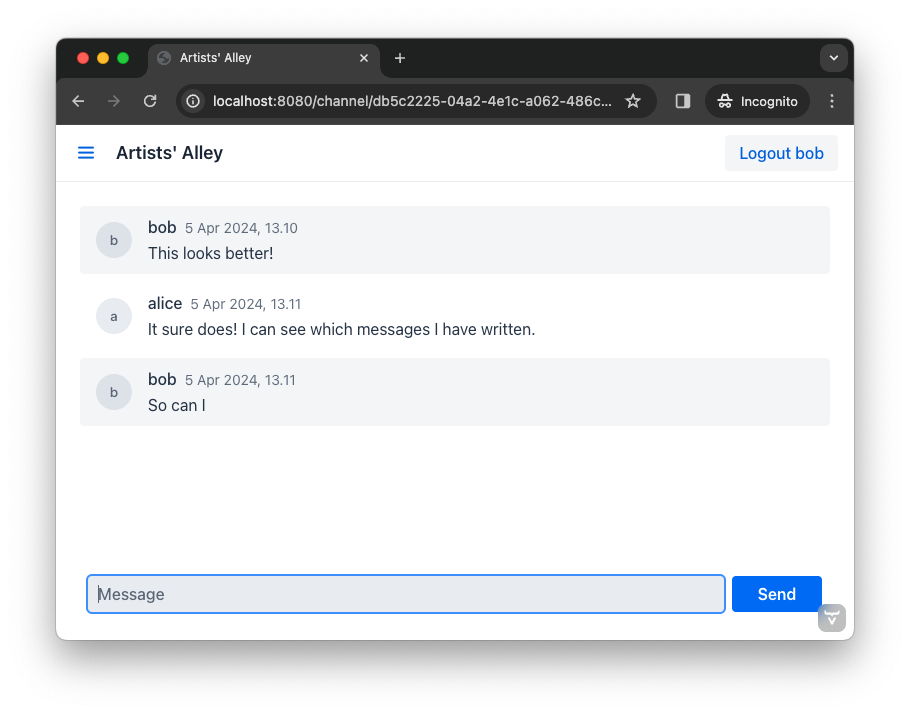 Artists' Alley
localhost:8080/channel/db5c2225-04a2-4e1c-a062-486c...
Incognito
Artists' Alley
Logout bob
b
bob 5 Apr 2024, 13.10
This looks better!
a
alice 5 Apr 2024, 13.11
It sure does! I can see which messages I have written.
b
bob 5 Apr 2024, 13.11
So can I
Message
Send